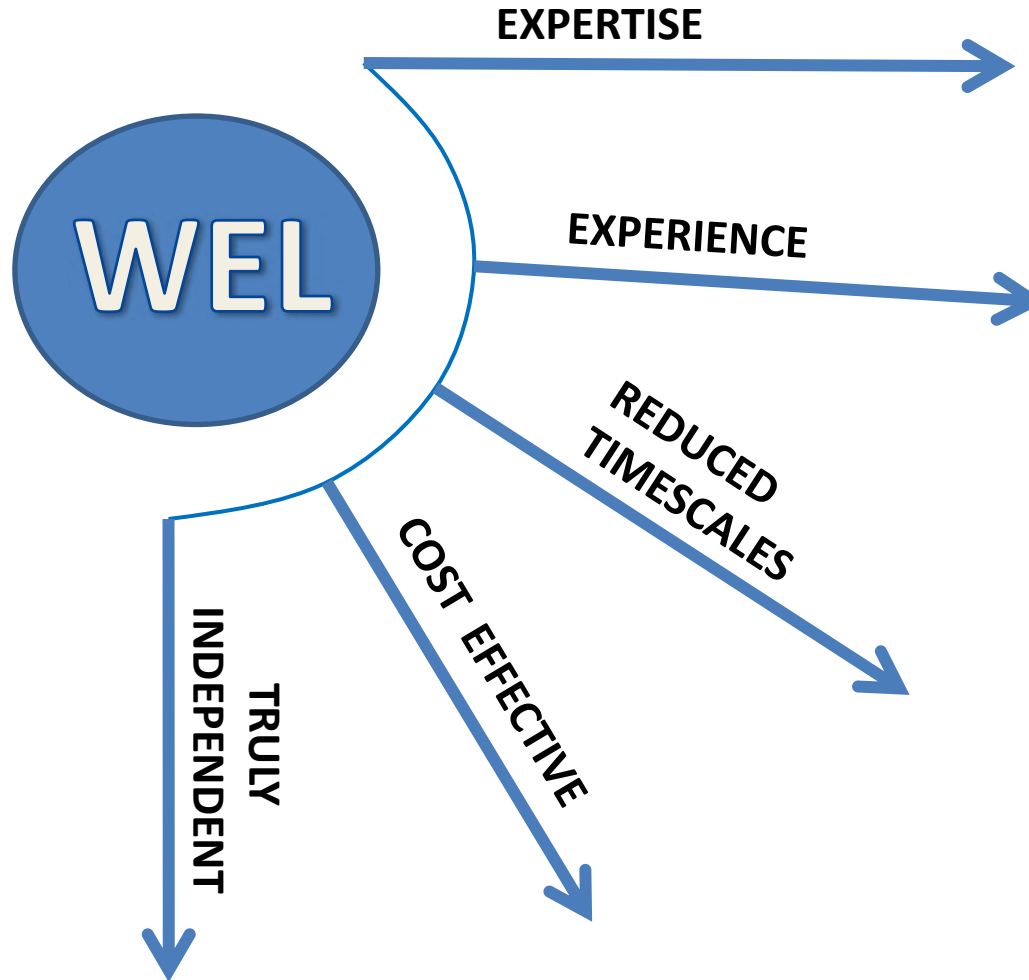 EXPERTISE
WEL
EXPERIENCE
REDUCED
TIMESCALES
COST EFFECTIVE
TRULY
INDEPENDENT